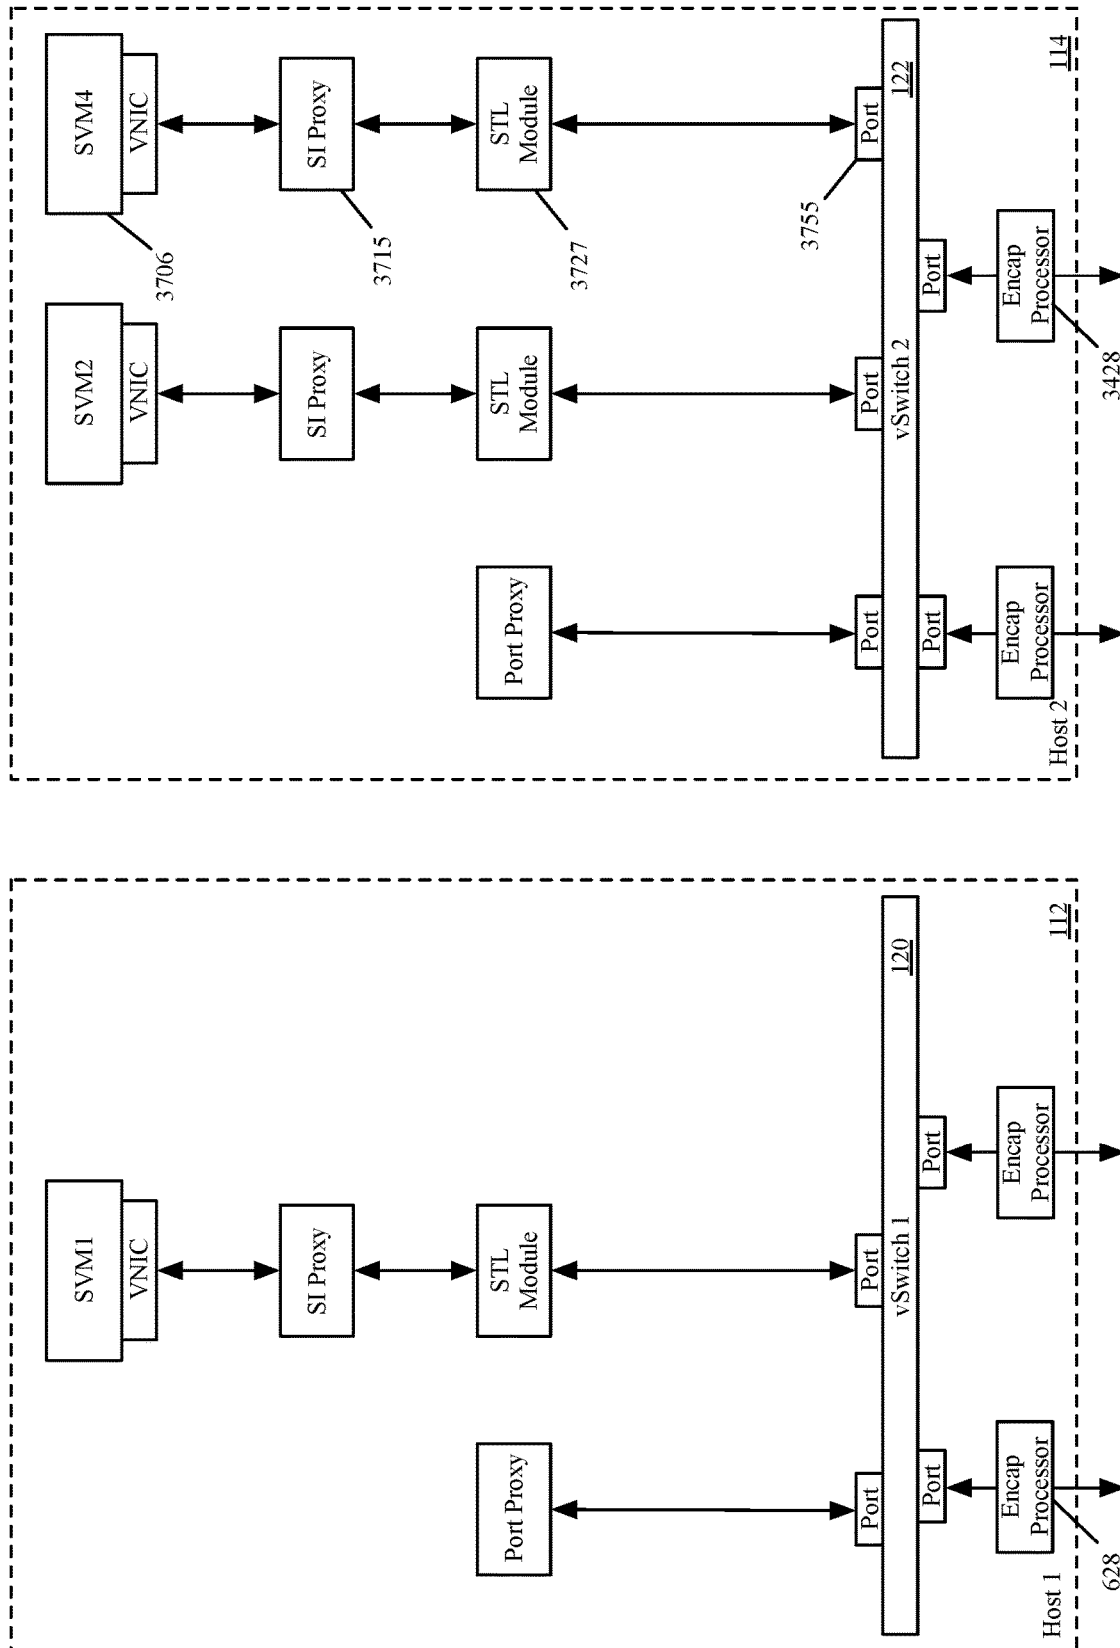 SVM1
VNIC
SI Proxy
Port Proxy
STL
Module
Port
Port
vSwitch 1
120
Port
Port
Encap
Processor
Encap
Processor
628
Host 1
112
SVM2
VNIC
SVM4
VNIC
3706
SI Proxy
SI Proxy
3715
Port Proxy
STL
Module
STL
Module
3727
Port
Port
Port
3755
vSwitch 2
122
Port
Port
Encap
Processor
Encap
Processor
3428
Host 2
114